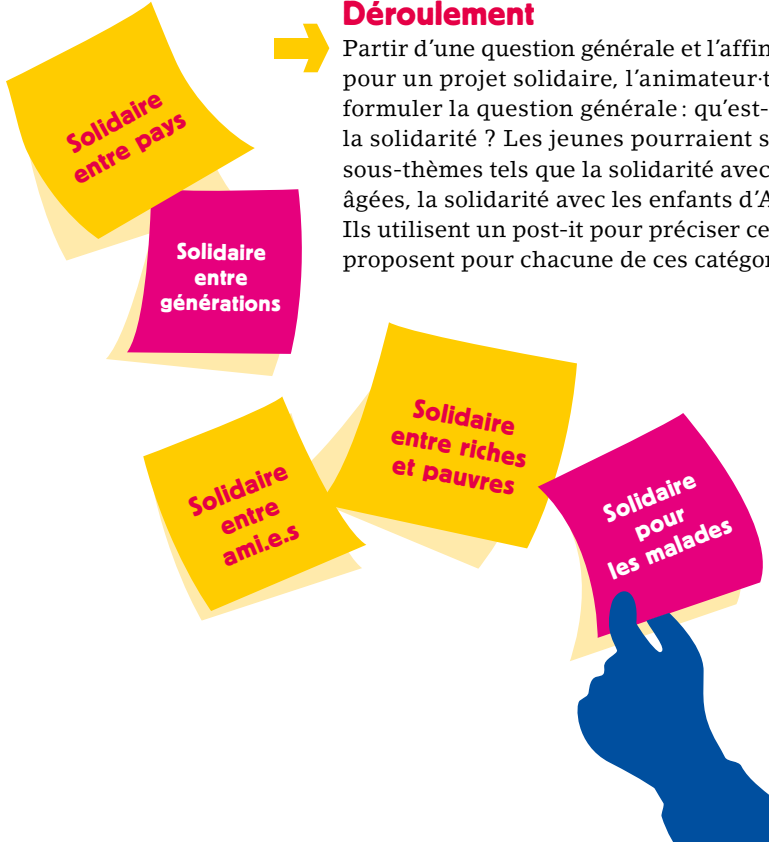 Déroulement
Partir d’une question générale et l’affin
pour un projet solidaire, l’animateur·t
formuler la question générale : qu’est-
la solidarité ? Les jeunes pourraient s
sous-thèmes tels que la solidarité avec
âgées, la solidarité avec les enfants d’A
Ils utilisent un post-it pour préciser ce
proposent pour chacune de ces catégor
Solidaire
entre pays
Solidaire
entre
générations
Solidaire
entre riches
et pauvres
Solidaire
entre
ami.e.s
Solidaire
pour
les malades